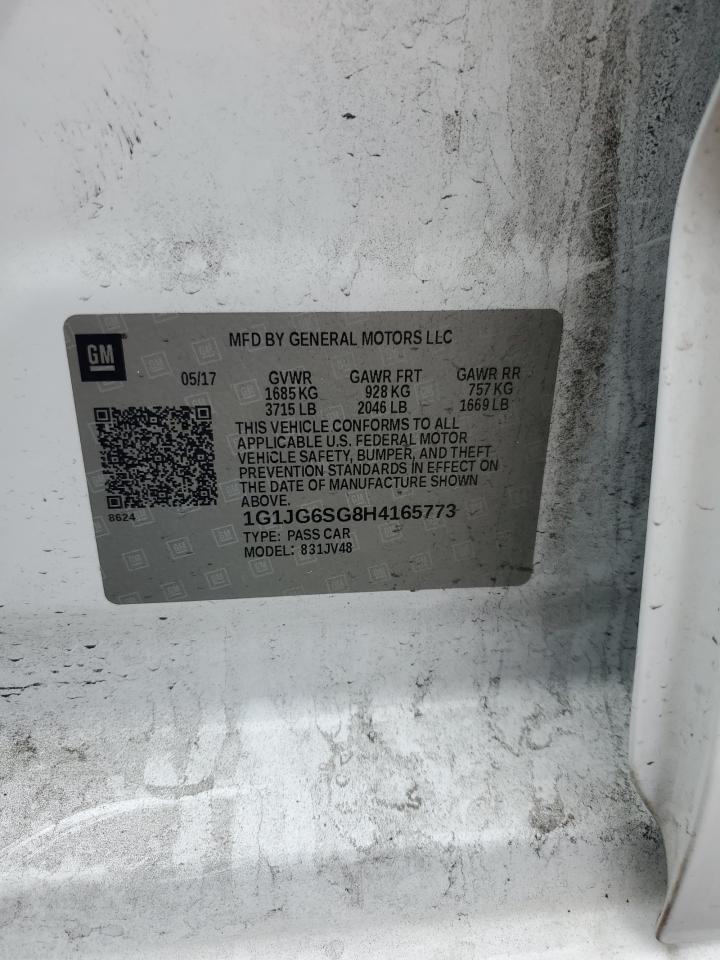 GM
MFD BY GENERAL MOTORS LLC
05/17 GVWR GAWR FRT GAWR RR
1685 KG 928 KG 757 KG
3715 LB 2046 LB 1669 LB
THIS VEHICLE CONFORMS TO ALL
APPLICABLE U.S. FEDERAL MOTOR
VEHICLE SAFETY, BUMPER, AND THEFT
PREVENTION STANDARDS IN EFFECT ON
THE DATE OF MANUFACTURE SHOWN
ABOVE.
8624
1G1JG6SG8H4165773
TYPE: PASS CAR
MODEL: 831JV48